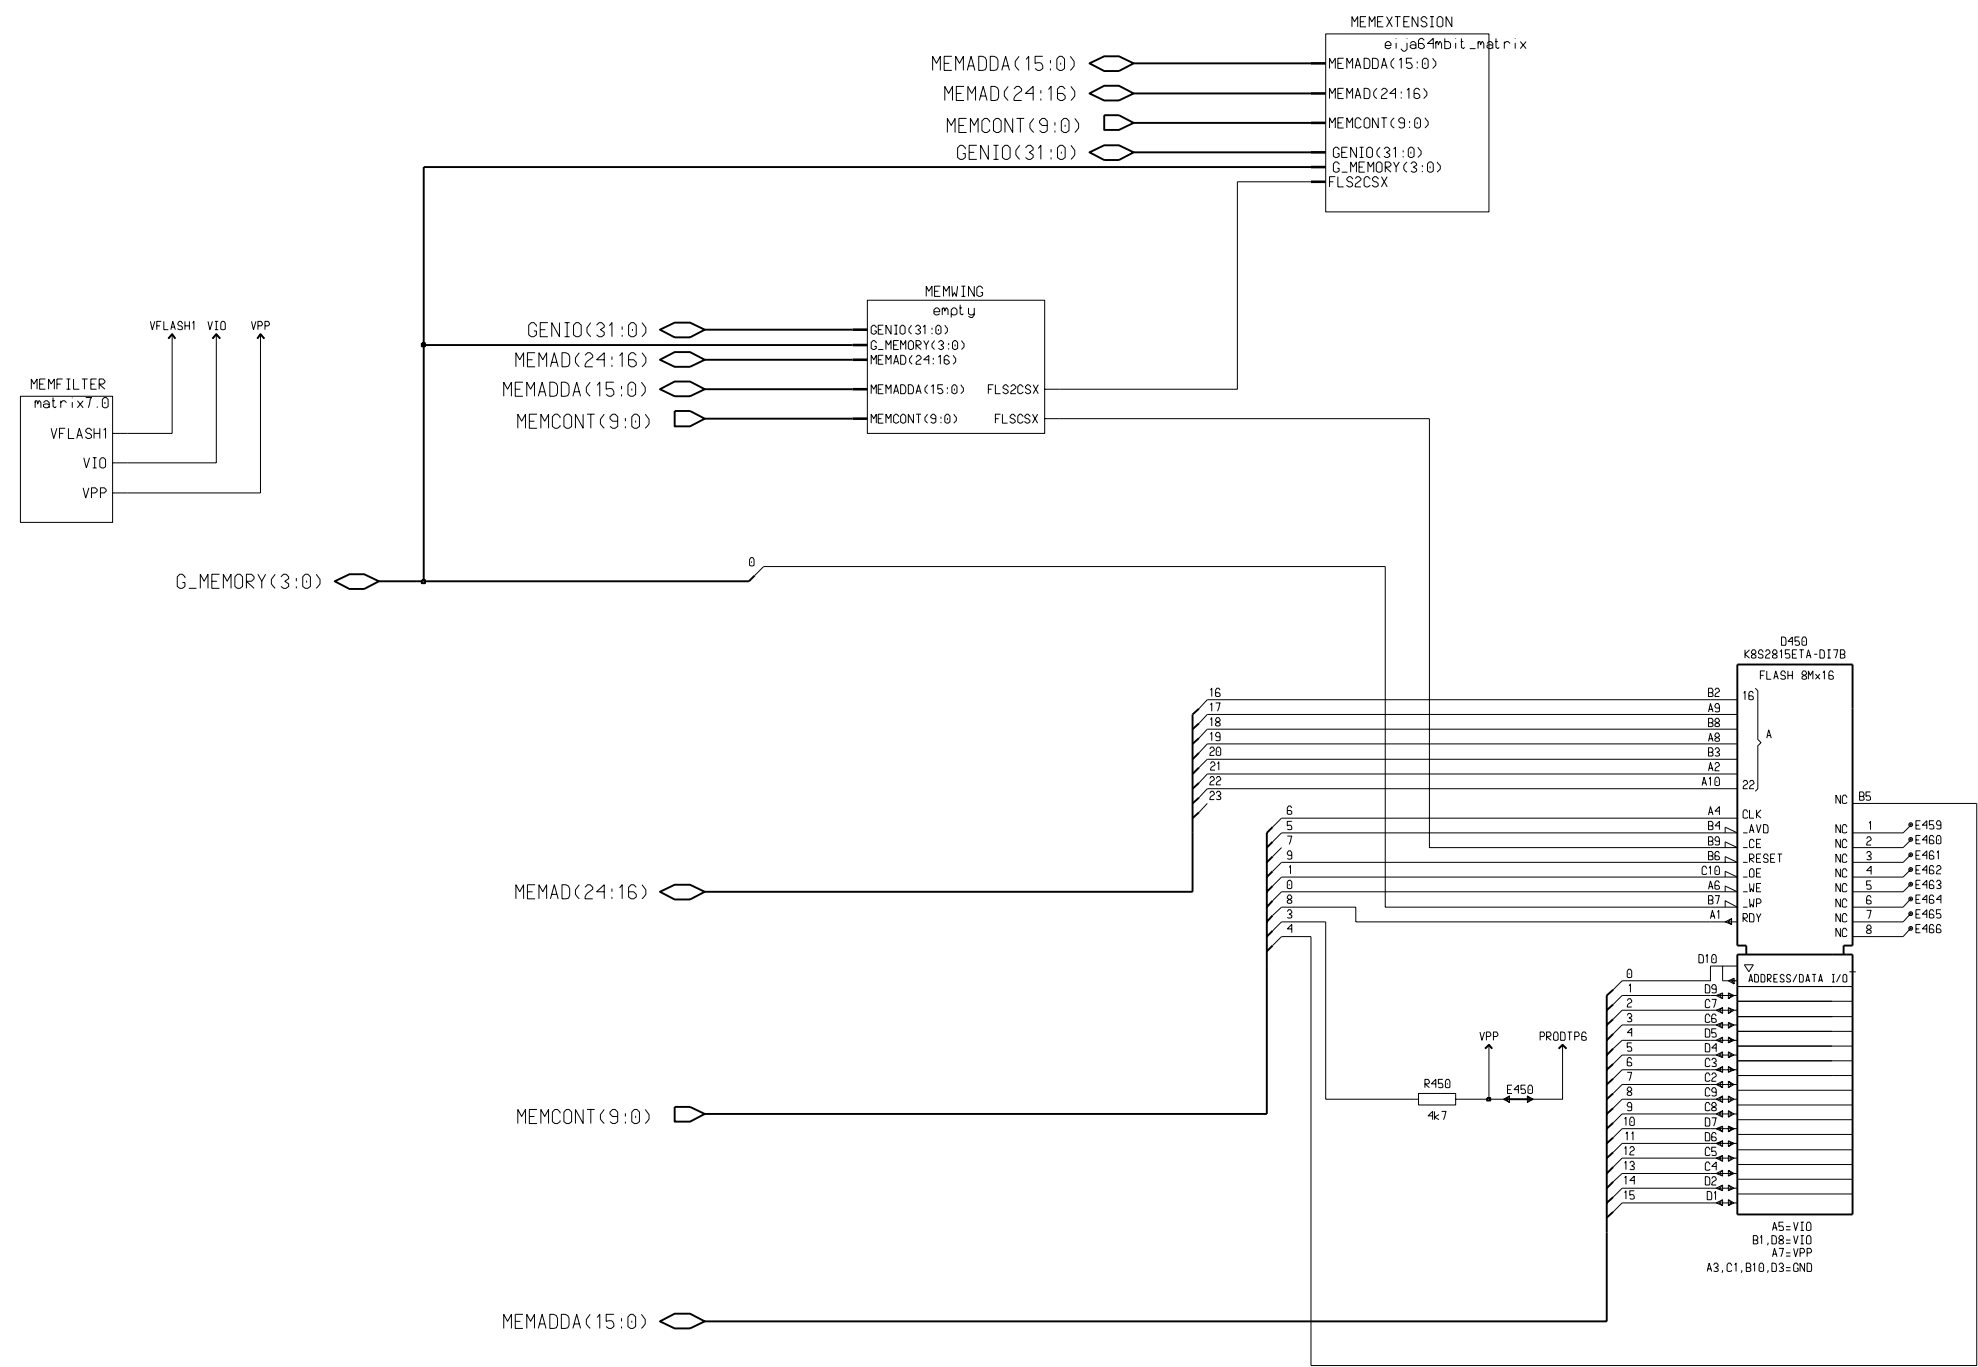 MEMEXTENSION
eija64mbit_matrix
MEMADDA(15:0)
MEMADDA(15:0)
MEMAD(24:16)
MEMAD(24:16)
MEMCONT(9:0)
MEMCONT(9:0)
GENIO(31:0)
GENIO(31:0)
G_MEMORY(3:0)
FLS2CSX
MEMWING
empty
GENIO(31:0)
GENIO(31:0)
G_MEMORY(3:0)
MEMAD(24:16)
MEMAD(24:16)
MEMADDA(15:0)
MEMADDA(15:0) FLS2CSX
MEMCONT(9:0)
MEMCONT(9:0) FLSCSX
VFLASH1 VIO VPP
MEMFILTER
matrix7.0
VFLASH1
VIO
VPP
G_MEMORY(3:0)
0
D450
K8S2815ETA-DI7B
FLASH 8Mx16
16 B2 16
17 A9
18 B8
19 A8 A
20 B3
21 A2
22 A10 22
23
NC B5
6 A4 CLK
5 B4 _AVD NC 1 E459
7 B9 _CE NC 2 E460
9 B6 _RESET NC 3 E461
1 C10 _OE NC 4 E462
0 A6 _WE NC 5 E463
8 B7 _WP NC 6 E464
3 A1 RDY NC 7 E465
4 NC 8 E466
MEMAD(24:16)
0 D10 ADDRESS/DATA I/O
1 D9
2 C7
3 C6
4 D5
5 D4
6 C3
7 C2
8 C9
9 C8
10 D7
11 D6
12 C5
13 C4
14 D2
15 D1
VPP PRODTP6
R450 E450
4k7
MEMCONT(9:0)
A5=VIO
B1,D8=VIO
A7=VPP
A3,C1,B10,D3=GND
MEMADDA(15:0)